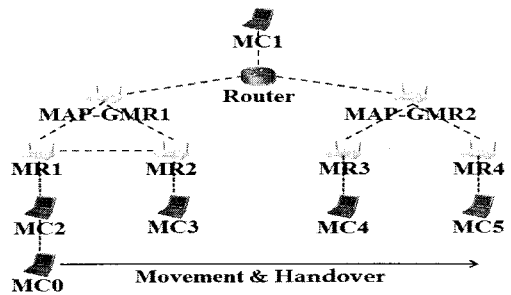 MC1
Router
MAP-GMR1
MAP-GMR2
MR1
MR2
MR3
MR4
MC2
MC3
MC4
MC5
MC0
Movement & Handover